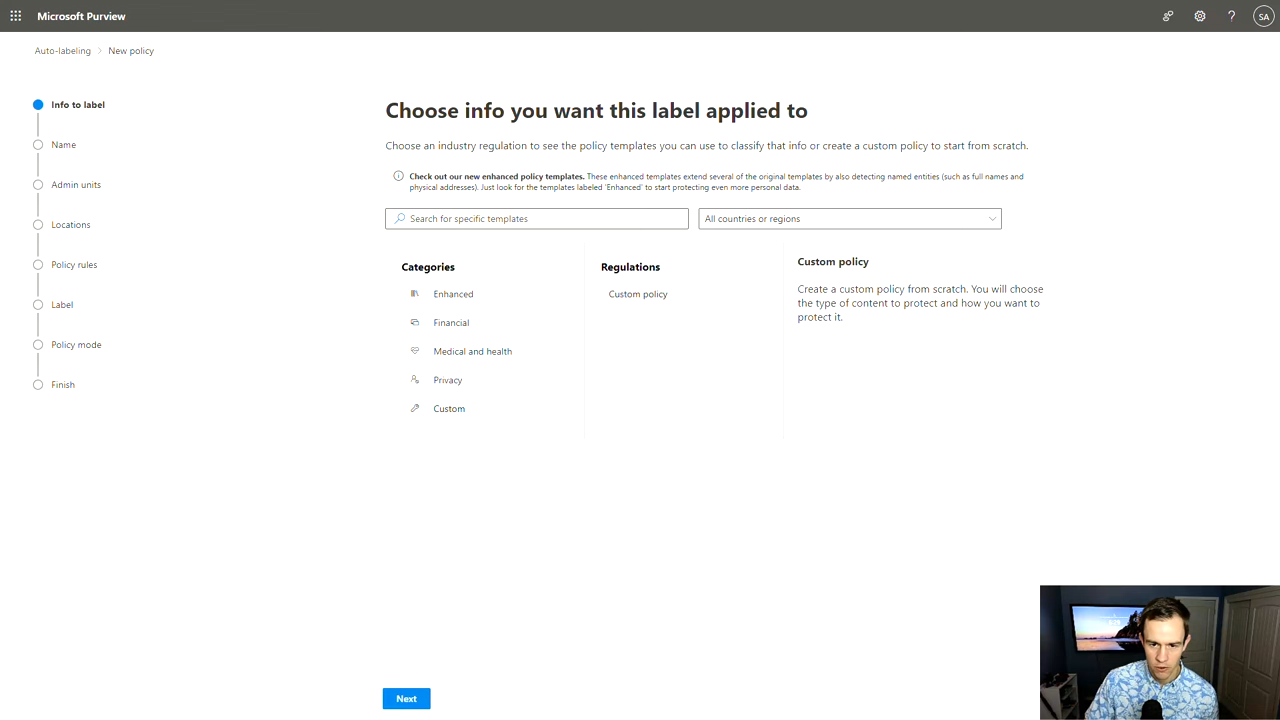 Microsoft Purview
SA
Auto-labeling > New policy
Info to label
Name
Admin units
Locations
Policy rules
Label
Policy mode
Finish
Choose info you want this label applied to
Choose an industry regulation to see the policy templates you can use to classify that info or create a custom policy to start from scratch.
Check out our new enhanced policy templates. These enhanced templates extend several of the original templates by also detecting named entities (such as full names and
physical addresses). Just look for the templates labeled 'Enhanced' to start protecting even more personal data.
Search for specific templates
All countries or regions
Categories
Enhanced
Financial
Medical and health
Privacy
Custom
Regulations
Custom policy
Custom policy
Create a custom policy from scratch. You will choose
the type of content to protect and how you want to
protect it.
Next